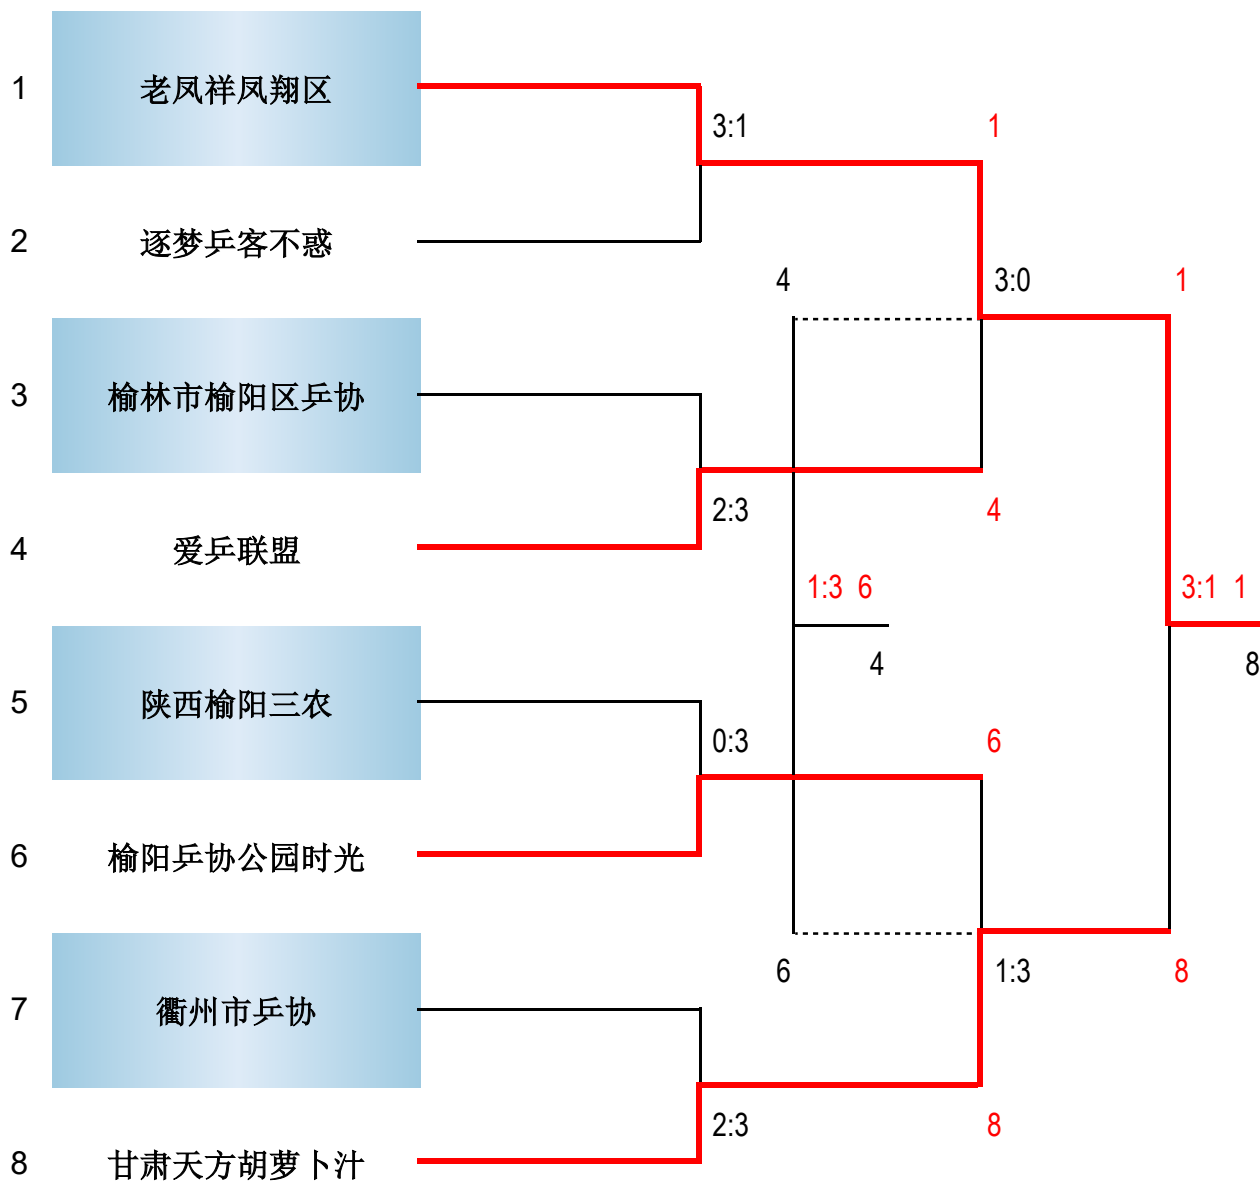 1 老凤祥凤翔区
3:1 1
2 逐梦乒客不惑
4 3:0 1
3 榆林市榆阳区乒协
2:3 4
4 爱乒联盟
1:3 6 3:1 1
4 8
5 陕西榆阳三农
0:3 6
6 榆阳乒协公园时光
6 1:3 8
7 衢州市乒协
2:3 8
8 甘肃天方胡萝卜汁